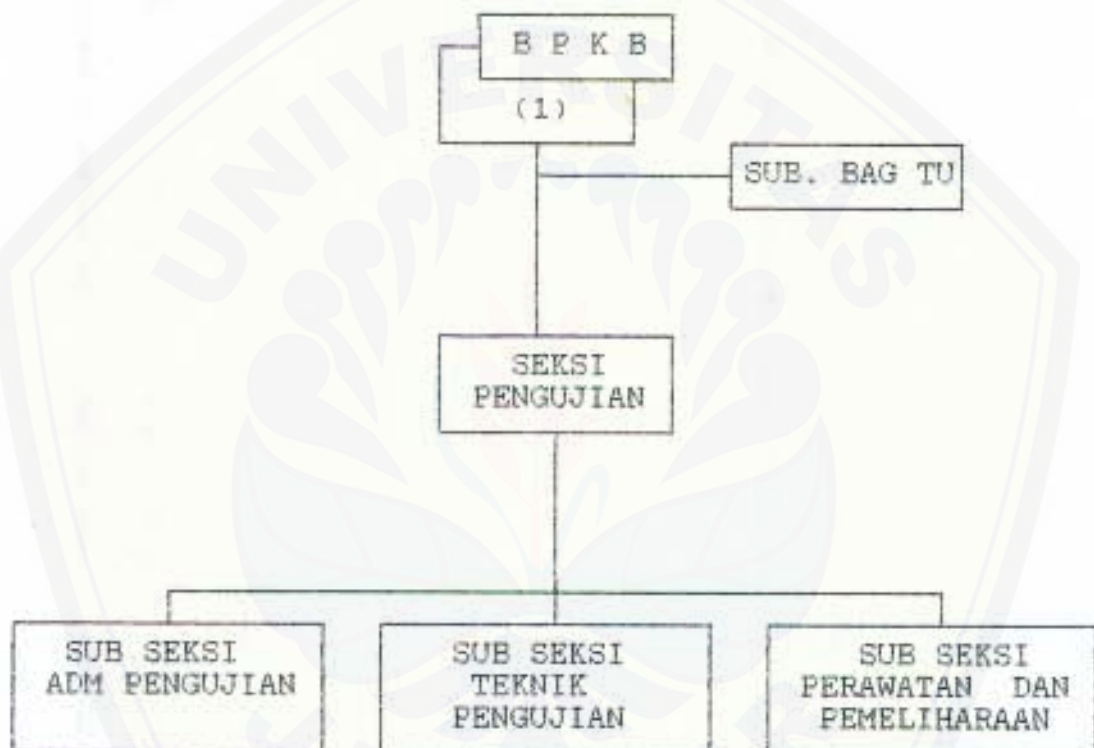 B P K B
(1)
SUB. BAG TU
SEKSI
PENGUJIAN
SUB SEKSI
ADM PENGUJIAN
SUB SEKSI
TEKNIK
PENGUJIAN
SUB SEKSI
PERAWATAN DAN
PEMELIHARAAN
UNIVERSITAS